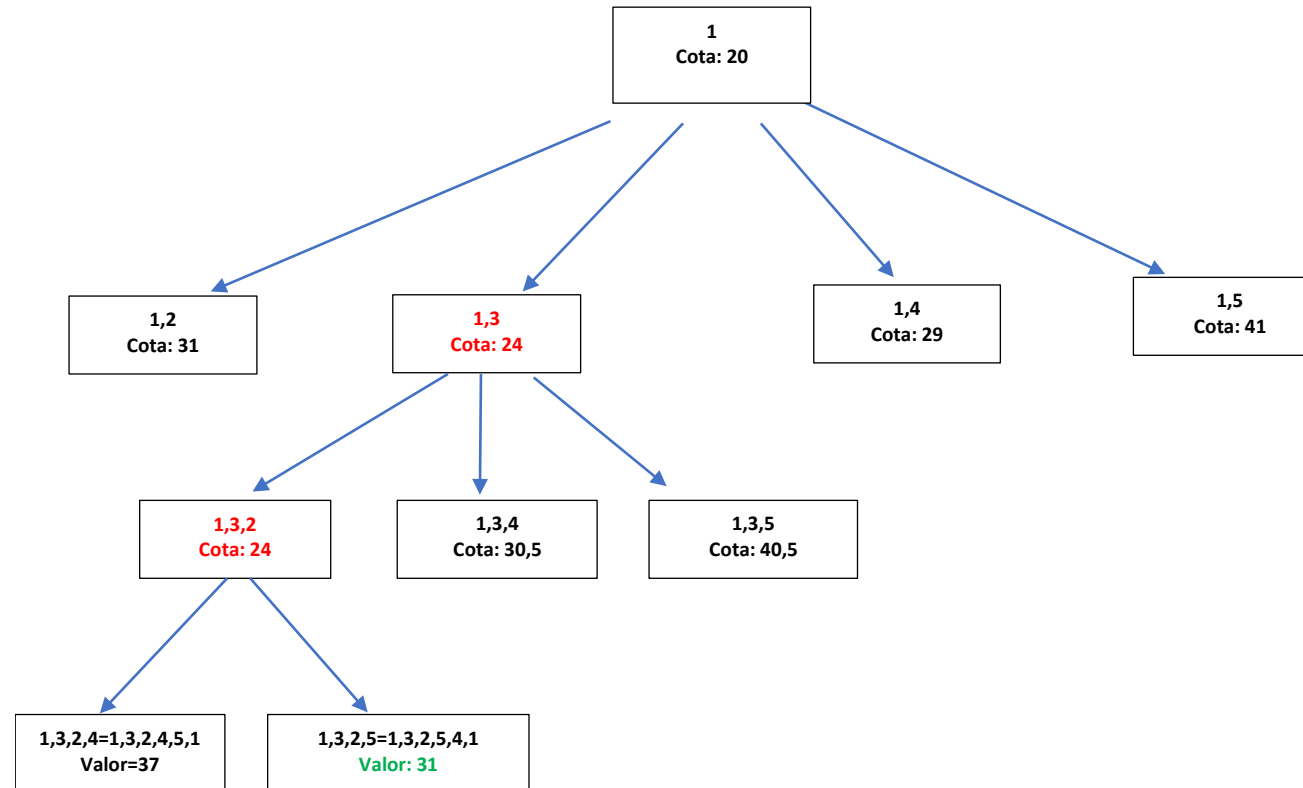 1
Cota: 20
1,2
Cota: 31
1,3
Cota: 24
1,4
Cota: 29
1,5
Cota: 41
1,3,2
Cota: 24
1,3,4
Cota: 30,5
1,3,5
Cota: 40,5
1,3,2,4=1,3,2,4,5,1
Valor=37
1,3,2,5=1,3,2,5,4,1
Valor: 31